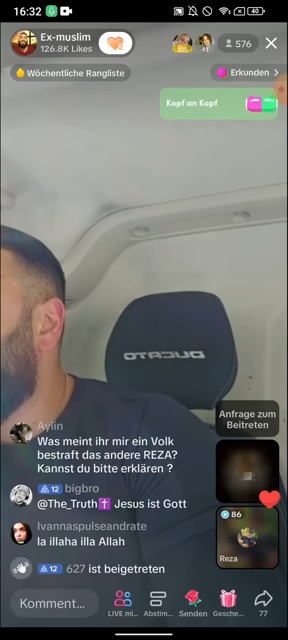 16:32
40
Ex-muslim
126.8K Likes
605
41
576
Wöchentliche Rangliste
Erkunden
Kopf an Kopf
DUCATO
Aylin
Was meint ihr mir ein Volk
bestraft das andere REZA?
Kannst du bitte erklären ?
12 bigbro
@The_Truth✝️ Jesus ist Gott
Ivannaspulseandrate
la illaha illa Allah
12 627 ist beigetreten
Anfrage zum
Beitreten
86
Reza
Komment...
LIVE mi...
Abstim...
Senden
Gesche...
77